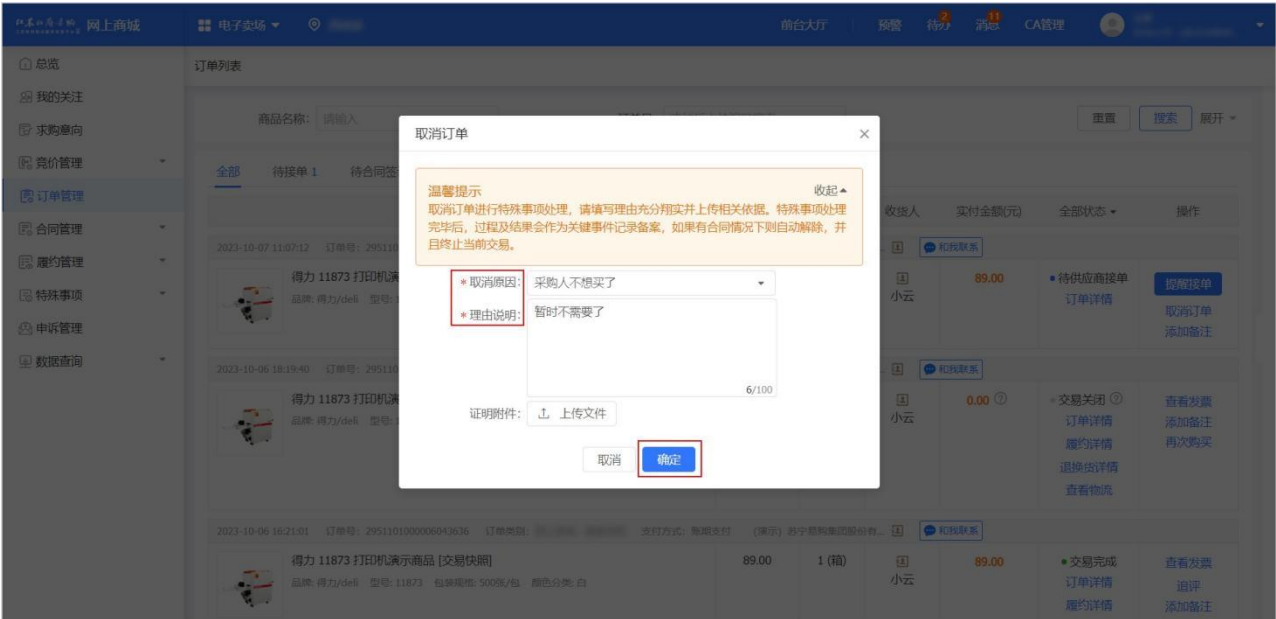 网上商城
电子卖场
前台大厅
预警
待办
2
消息
11
CA管理
总览
我的关注
求购意向
竞价管理
订单管理
合同管理
履约管理
特殊事项
申诉管理
数据查询
订单列表
商品名称: 请输入
重置
搜索
展开
全部
待接单 1
待合同签
收货人
实付金额(元)
全部状态
操作
取消订单
温馨提示
收起
取消订单进行特殊事项处理，请填写理由充分翔实并上传相关依据。特殊事项处理
完毕后，过程及结果会作为关键事件记录备案，如果有合同情况下则自动解除，并
且终止当前交易。
* 取消原因: 采购人不想买了
* 理由说明: 暂时不需要了
6/100
证明附件: 上传文件
取消
确定
2023-10-07 11:07:12 订单号: 295110
和我联系
得力 11873 打印机演
品牌: 得力/deli 型号:
小云
89.00
待供应商接单
订单详情
提醒接单
取消订单
添加备注
2023-10-06 18:19:40 订单号: 295110
和我联系
得力 11873 打印机演
品牌: 得力/deli 型号:
小云
0.00
交易关闭
订单详情
履约详情
退换货详情
查看物流
查看发票
添加备注
再次购买
2023-10-06 16:21:01 订单号: 2951101000006043636 订单类别: 支付方式: 账期支付 (演示) 苏宁易购集团股份有...
和我联系
得力 11873 打印机演示商品 [交易快照]
品牌: 得力/deli 型号: 11873 包装规格: 500张/包 颜色分类: 白
89.00
1 (箱)
小云
89.00
交易完成
订单详情
履约详情
查看发票
追评
添加备注